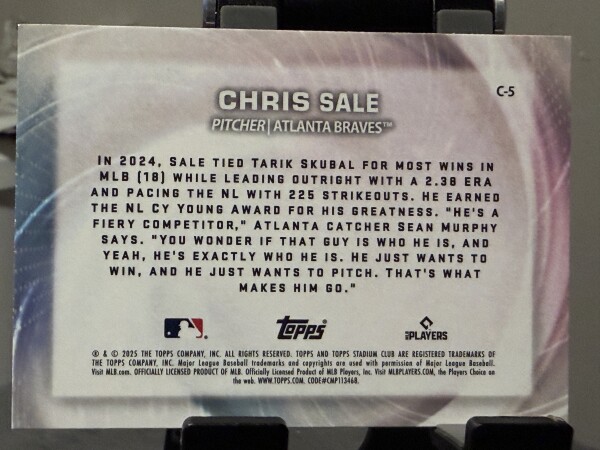 C-5
CHRIS SALE
PITCHER | ATLANTA BRAVES™
IN 2024, SALE TIED TARIK SKUBAL FOR MOST WINS IN
MLB (18) WHILE LEADING OUTRIGHT WITH A 2.38 ERA
AND PACING THE NL WITH 225 STRIKEOUTS. HE EARNED
THE NL CY YOUNG AWARD FOR HIS GREATNESS. "HE'S A
FIERY COMPETITOR," ATLANTA CATCHER SEAN MURPHY
SAYS. "YOU WONDER IF THAT GUY IS WHO HE IS, AND
YEAH, HE'S EXACTLY WHO HE IS. HE JUST WANTS TO
WIN, AND HE JUST WANTS TO PITCH. THAT'S WHAT
MAKES HIM GO."
Topps
MLB PLAYERS
® & © 2025 THE TOPPS COMPANY, INC. ALL RIGHTS RESERVED. TOPPS AND TOPPS STADIUM CLUB ARE REGISTERED TRADEMARKS OF
THE TOPPS COMPANY, INC. Major League Baseball trademarks and copyrights are used with permission of Major League Baseball.
Visit MLB.com. OFFICIALLY LICENSED PRODUCT OF MLB. Officially Licensed Product of MLB Players, Inc. Visit MLBPLAYERS.com, the Players Choice on
the web. WWW.TOPPS.COM. CODE#CMP113468.